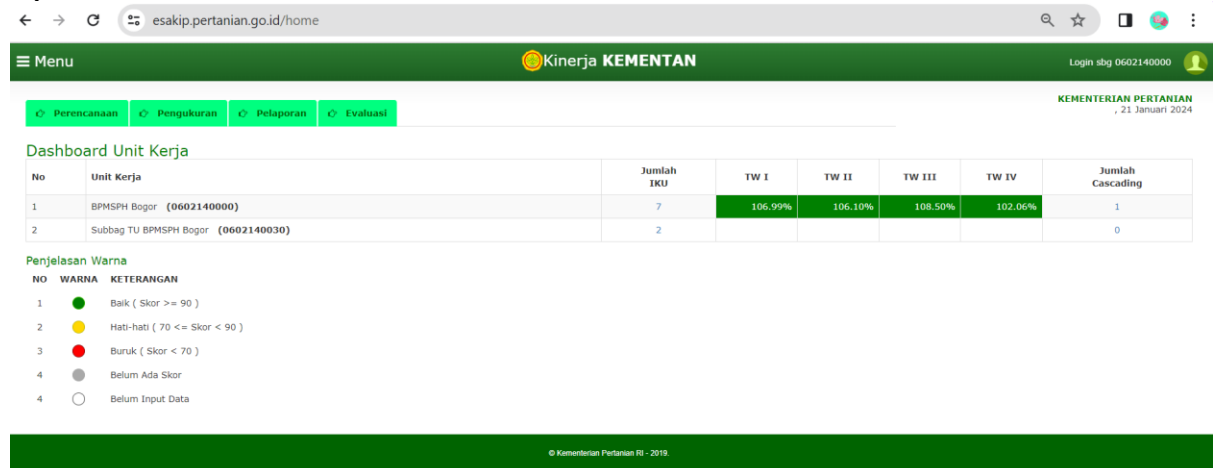 esakip.pertanian.go.id/home
Menu
Kinerja KEMENTAN
Login sbg 0602140000
Perencanaan Pengukuran Pelaporan Evaluasi
KEMENTERIAN PERTANIAN
, 21 Januari 2024
Dashboard Unit Kerja
No Unit Kerja Jumlah IKU TW I TW II TW III TW IV Jumlah Cascading
1 BPMSPH Bogor (0602140000) 7 106.99% 106.10% 108.50% 102.06% 1
2 Subbag TU BPMSPH Bogor (0602140030) 2 0
Penjelasan Warna
NO WARNA KETERANGAN
1 Baik ( Skor >= 90 )
2 Hati-hati ( 70 <= Skor < 90 )
3 Buruk ( Skor < 70 )
4 Belum Ada Skor
4 Belum Input Data
© Kementerian Pertanian RI - 2019.